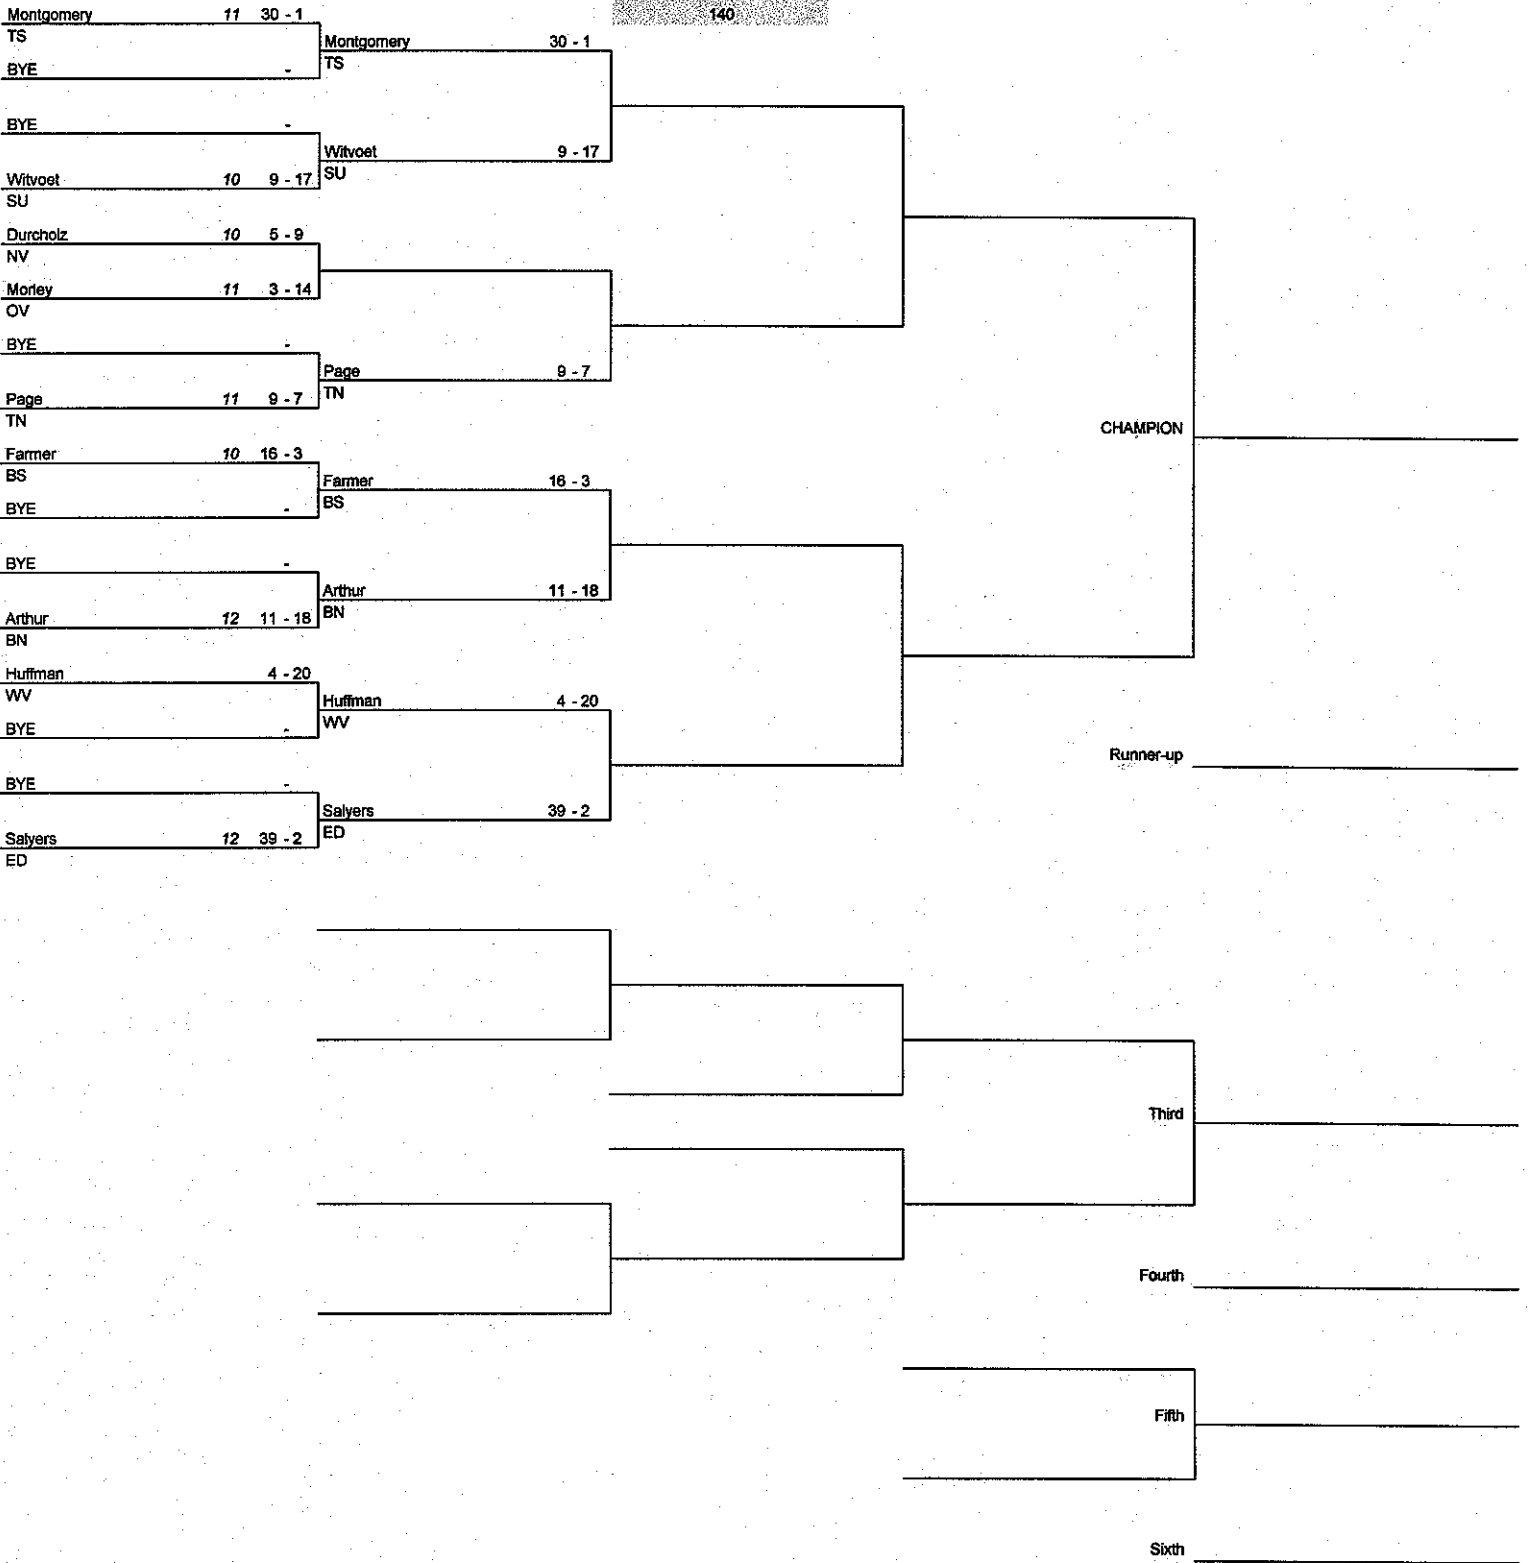 140
Montgomery 11 30 - 1
TS
BYE -
BYE -
Witvoet 10 9 - 17
SU
Durcholz 10 5 - 9
NV
Morley 11 3 - 14
OV
BYE -
Page 11 9 - 7
TN
Farmer 10 16 - 3
BS
BYE -
BYE -
Arthur 12 11 - 18
BN
Huffman 4 - 20
WV
BYE -
BYE -
Salyers 12 39 - 2
ED
Montgomery 30 - 1
TS
Witvoet 9 - 17
SU
Page 9 - 7
TN
Farmer 16 - 3
BS
Arthur 11 - 18
BN
Huffman 4 - 20
WV
Salyers 39 - 2
ED
CHAMPION
Runner-up
Third
Fourth
Fifth
Sixth